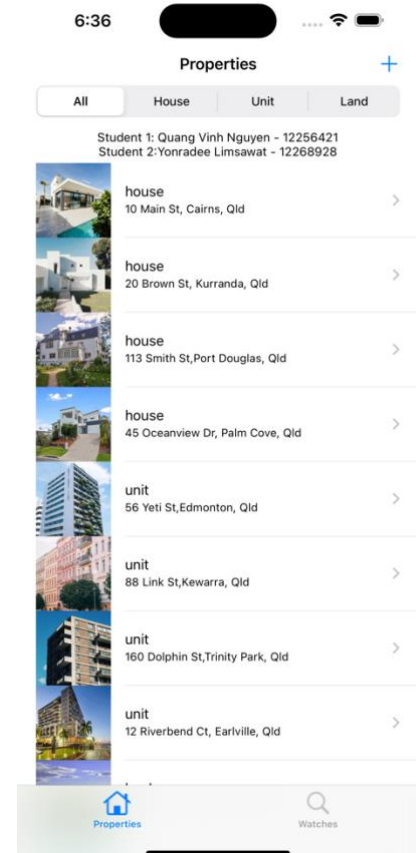 6:36
Properties
+
All House Unit Land
Student 1: Quang Vinh Nguyen - 12256421
Student 2:Yonradee Limsawat - 12268928
house
10 Main St, Cairns, Qld
house
20 Brown St, Kurranda, Qld
house
113 Smith St,Port Douglas, Qld
house
45 Oceanview Dr, Palm Cove, Qld
unit
56 Yeti St,Edmonton, Qld
unit
88 Link St,Kewarra, Qld
unit
160 Dolphin St,Trinity Park, Qld
unit
12 Riverbend Ct, Earlville, Qld
Properties Watches